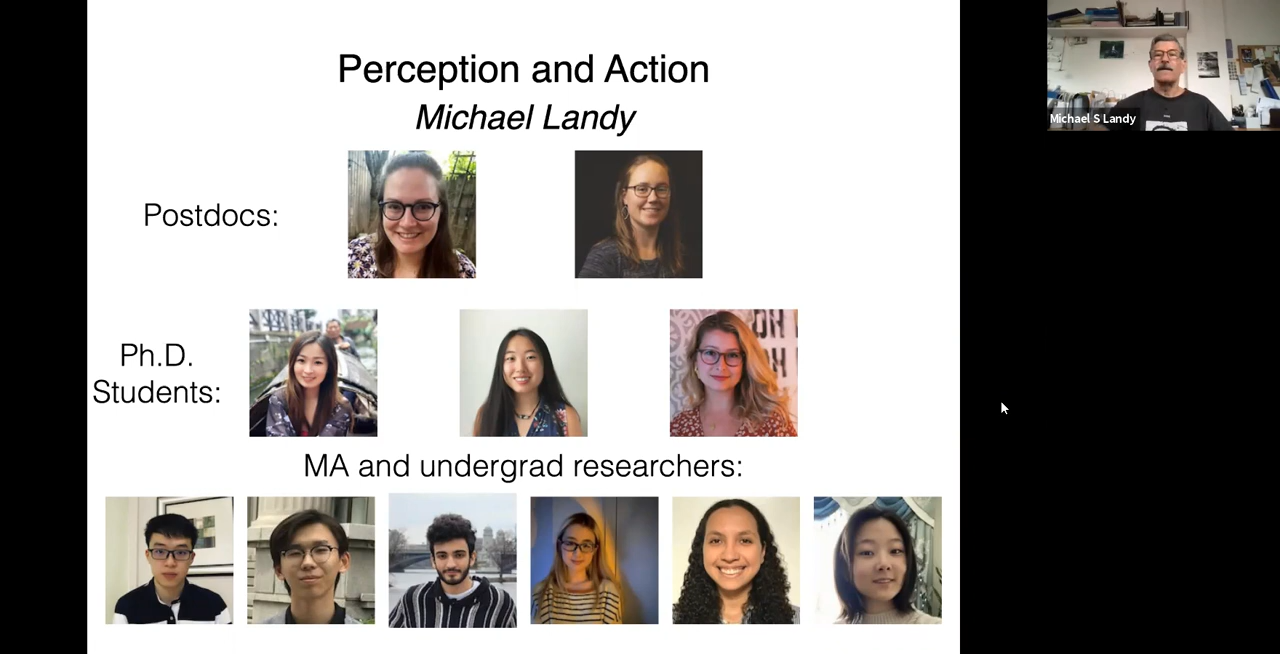 Perception and Action
Michael Landy
Postdocs:
Ph.D.
Students:
MA and undergrad researchers:
Michael S Landy